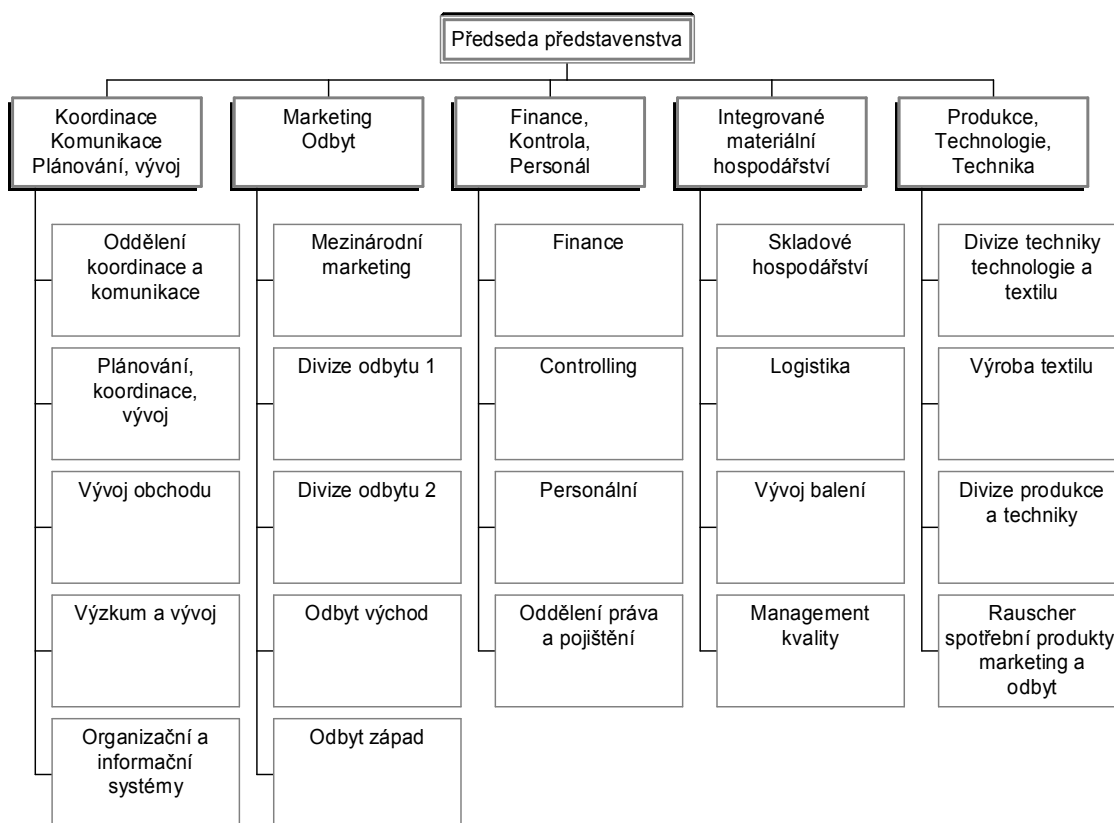 Předseda představenstva
Koordinace
Komunikace
Plánování, vývoj
Marketing
Odbyt
Finance,
Kontrola,
Personál
Integrované
materiální
hospodářství
Produkce,
Technologie,
Technika
Oddělení
koordinace a
komunikace
Plánování,
koordinace,
vývoj
Vývoj obchodu
Výzkum a vývoj
Organizační a
informační
systémy
Mezinárodní
marketing
Divize odbytu 1
Divize odbytu 2
Odbyt východ
Odbyt západ
Finance
Controlling
Personální
Oddělení práva
a pojištění
Skladové
hospodářství
Logistika
Vývoj balení
Management
kvality
Divize techniky
technologie a
textilu
Výroba textilu
Divize produkce
a techniky
Rauscher
spotřební produkty
marketing a
odbyt